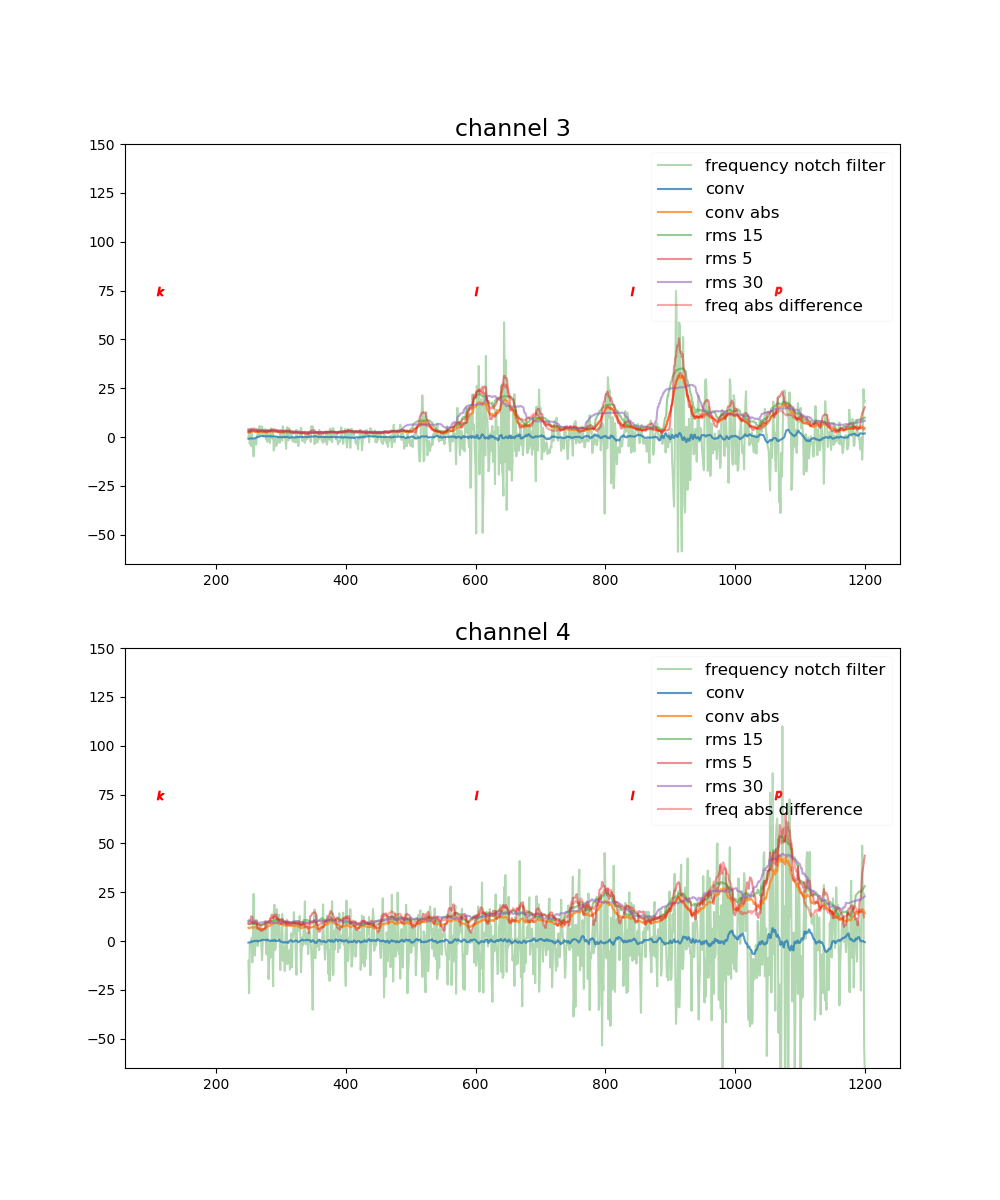 channel 3
150
125
100
75
50
25
0
−25
−50
200 400 600 800 1000 1200
k l l p
frequency notch filter
conv
conv abs
rms 15
rms 5
rms 30
freq abs difference
channel 4
150
125
100
75
50
25
0
−25
−50
200 400 600 800 1000 1200
k l l p
frequency notch filter
conv
conv abs
rms 15
rms 5
rms 30
freq abs difference